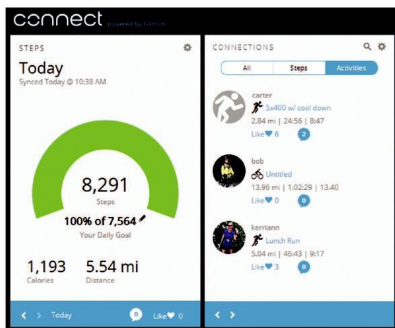 connect
powered by GARMIN
STEPS
Today
Synced Today @ 10:38 AM
8,291
Steps
100% of 7,564
Your Daily Goal
1,193
Calories
5.54 mi
Distance
Today
0
Like 0
CONNECTIONS
All
Steps
Activities
carter
5x400 w/ cool down
2.84 mi | 24:56 | 8:47
Like 6
2
bob
Untitled
13.96 mi | 1:02:29 | 13.40
Like 0
0
kerriann
Lunch Run
5.04 mi | 46:43 | 9:17
Like 3
0